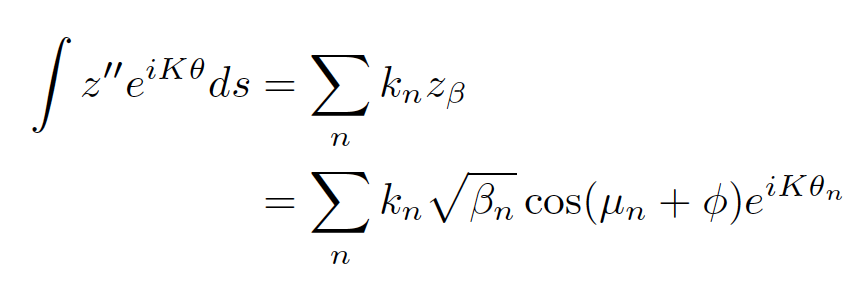 ∫ z″e^{iKθ}ds = ∑_n k_n z_β
= ∑_n k_n √β_n cos(μ_n + φ)e^{iKθ_n}